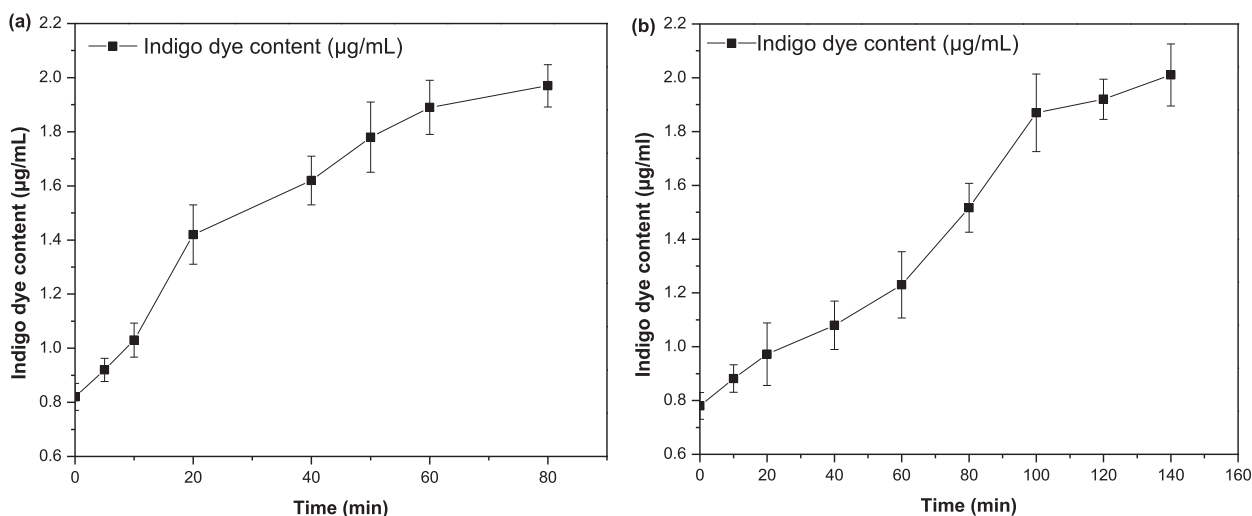 (a)
Indigo dye content (µg/mL)
Indigo dye content (µg/mL)
2.2
2.0
1.8
1.6
1.4
1.2
1.0
0.8
0.6
0 20 40 60 80
Time (min)
(b)
Indigo dye content (µg/mL)
Indigo dye content (µg/ml)
2.2
2.0
1.8
1.6
1.4
1.2
1.0
0.8
0.6
0 20 40 60 80 100 120 140 160
Time (min)